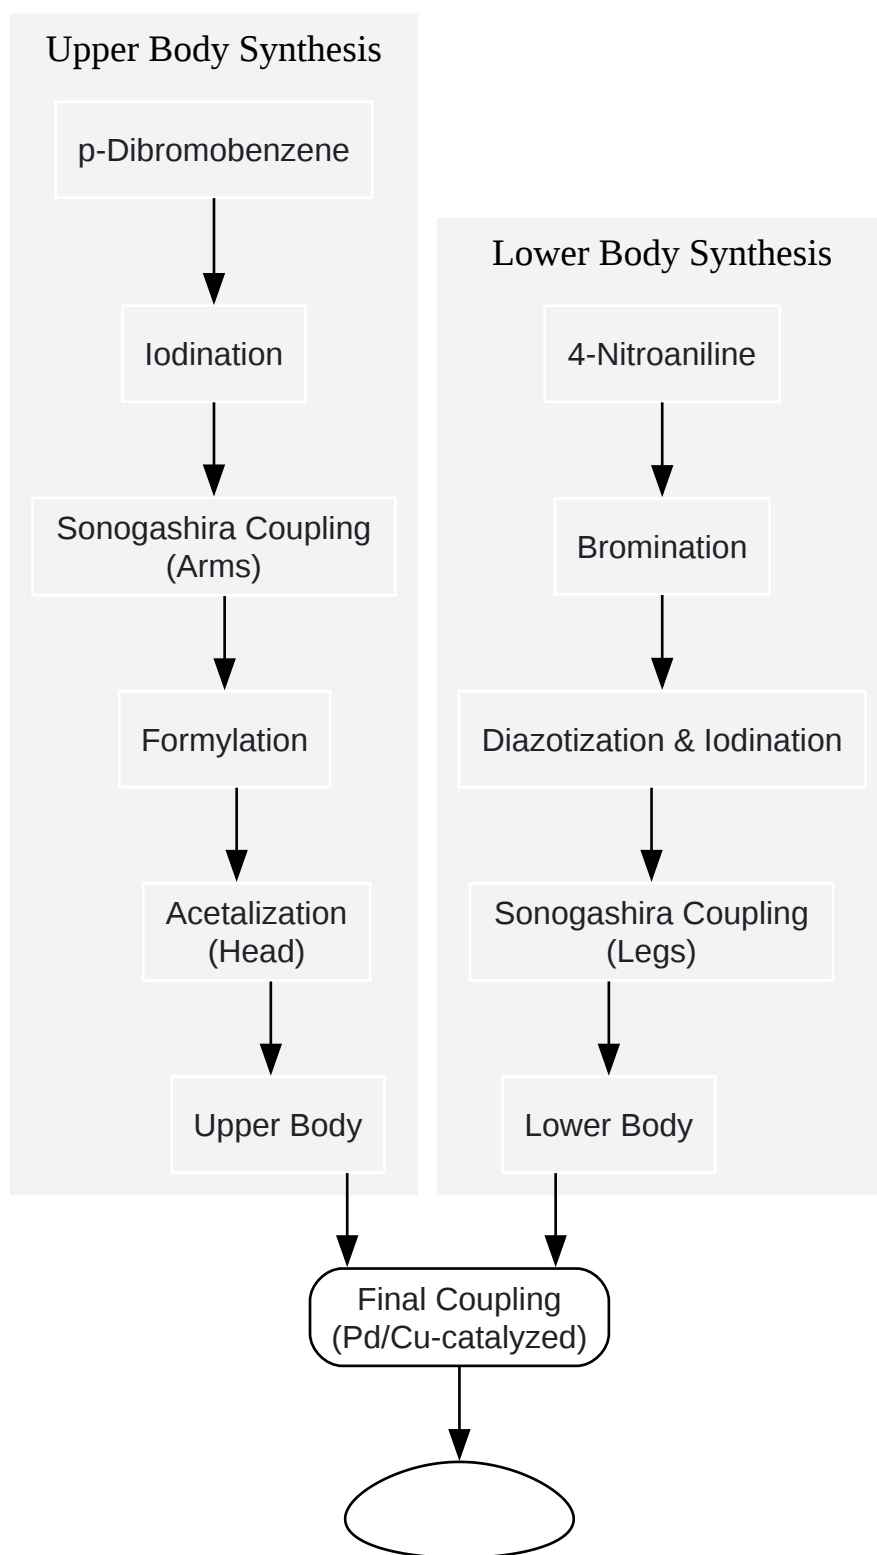 Upper Body Synthesis
p-Dibromobenzene
Iodination
Sonogashira Coupling
(Arms)
Formylation
Acetalization
(Head)
Upper Body
Lower Body Synthesis
4-Nitroaniline
Bromination
Diazotization & Iodination
Sonogashira Coupling
(Legs)
Lower Body
Final Coupling
(Pd/Cu-catalyzed)